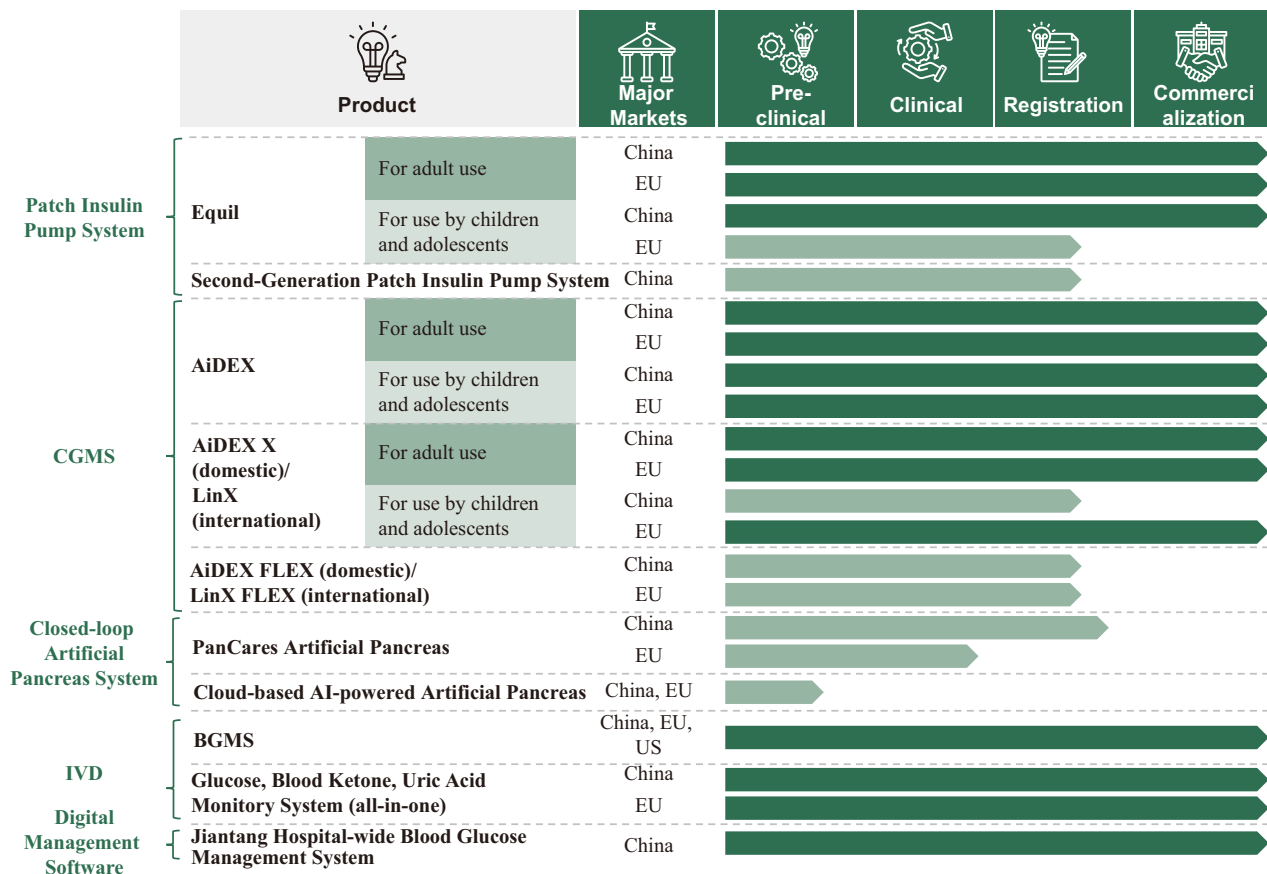 Product
Major
Markets
Pre-
clinical
Clinical
Registration
Commerci
alization
Patch Insulin
Pump System
Equil
For adult use
China
EU
For use by children
and adolescents
China
EU
Second-Generation Patch Insulin Pump System
China
CGMS
AiDEX
For adult use
China
EU
For use by children
and adolescents
China
EU
AiDEX X
(domestic)/
LinX
(international)
For adult use
China
EU
For use by children
and adolescents
China
EU
AiDEX FLEX (domestic)/
LinX FLEX (international)
China
EU
Closed-loop
Artificial
Pancreas System
PanCares Artificial Pancreas
China
EU
Cloud-based AI-powered Artificial Pancreas
China, EU
IVD
BGMS
China, EU,
US
Glucose, Blood Ketone, Uric Acid
Monitory System (all-in-one)
China
EU
Digital
Management
Software
Jiantang Hospital-wide Blood Glucose
Management System
China